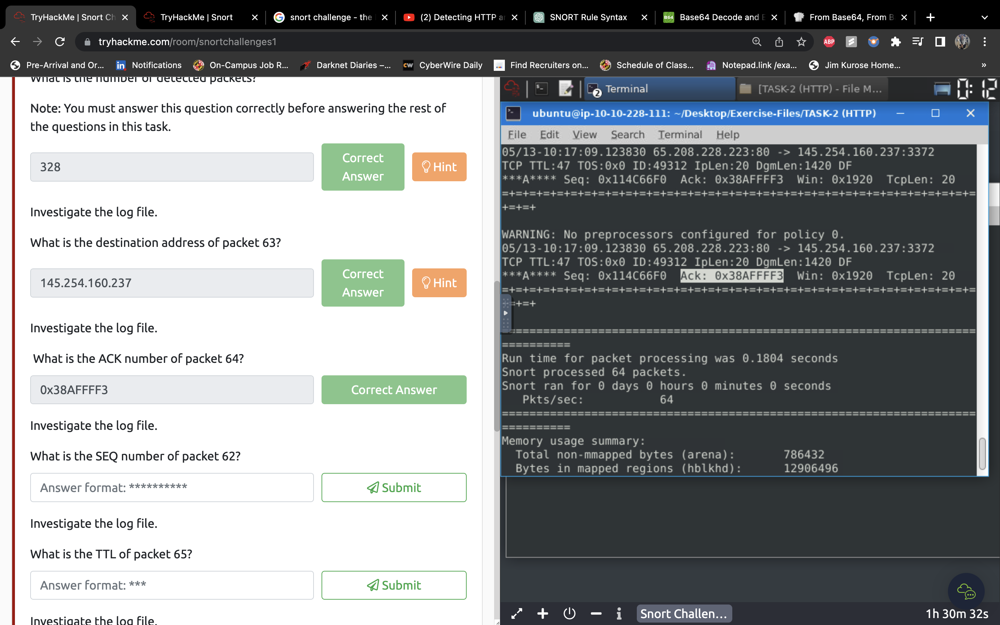 TryHackMe | Snort Ch
TryHackMe | Snort
snort challenge - the
(2) Detecting HTTP a
SNORT Rule Syntax
B64
Base64 Decode and E
From Base64, From B
tryhackme.com/room/snortchallenges1
ABP
Pre-Arrival and Or...
in
Notifications
On-Campus Job R...
Darknet Diaries –...
CW
CyberWire Daily
Find Recruiters on...
Schedule of Class...
Notepad.link /exa...
Jim Kurose Home...
»
What is the number of detected packets?
Note: You must answer this question correctly before answering the rest of
the questions in this task.
328
Correct
Answer
Hint
Investigate the log file.
What is the destination address of packet 63?
145.254.160.237
Correct
Answer
Hint
Investigate the log file.
What is the ACK number of packet 64?
0x38AFFFF3
Correct Answer
Investigate the log file.
What is the SEQ number of packet 62?
Answer format: **********
Submit
Investigate the log file.
What is the TTL of packet 65?
Answer format: ***
Submit
Investigate the log file.
2
Terminal
[TASK-2 (HTTP) - File M...
0:12
ubuntu@ip-10-10-228-111: ~/Desktop/Exercise-Files/TASK-2 (HTTP)
File Edit View Search Terminal Help
05/13-10:17:09.123830 65.208.228.223:80 -> 145.254.160.237:3372
TCP TTL:47 TOS:0x0 ID:49312 IpLen:20 DgmLen:1420 DF
***A**** Seq: 0x114C66F0  Ack: 0x38AFFFF3  Win: 0x1920  TcpLen: 20
=+=+=+=+=+=+=+=+=+=+=+=+=+=+=+=+=+=+=+=+=+=+=+=+=+=+=+=+=+=+=+=+=+=+=
+=+=+
WARNING: No preprocessors configured for policy 0.
05/13-10:17:09.123830 65.208.228.223:80 -> 145.254.160.237:3372
TCP TTL:47 TOS:0x0 ID:49312 IpLen:20 DgmLen:1420 DF
***A**** Seq: 0x114C66F0  Ack: 0x38AFFFF3  Win: 0x1920  TcpLen: 20
=+=+=+=+=+=+=+=+=+=+=+=+=+=+=+=+=+=+=+=+=+=+=+=+=+=+=+=+=+=+=+=+=+=+=
+=+=+
=====================================================================
==========
Run time for packet processing was 0.1804 seconds
Snort processed 64 packets.
Snort ran for 0 days 0 hours 0 minutes 0 seconds
Pkts/sec:           64
=====================================================================
==========
Memory usage summary:
Total non-mmapped bytes (arena):       786432
Bytes in mapped regions (hblkhd):      12906496
Snort Challen...
1h 30m 32s